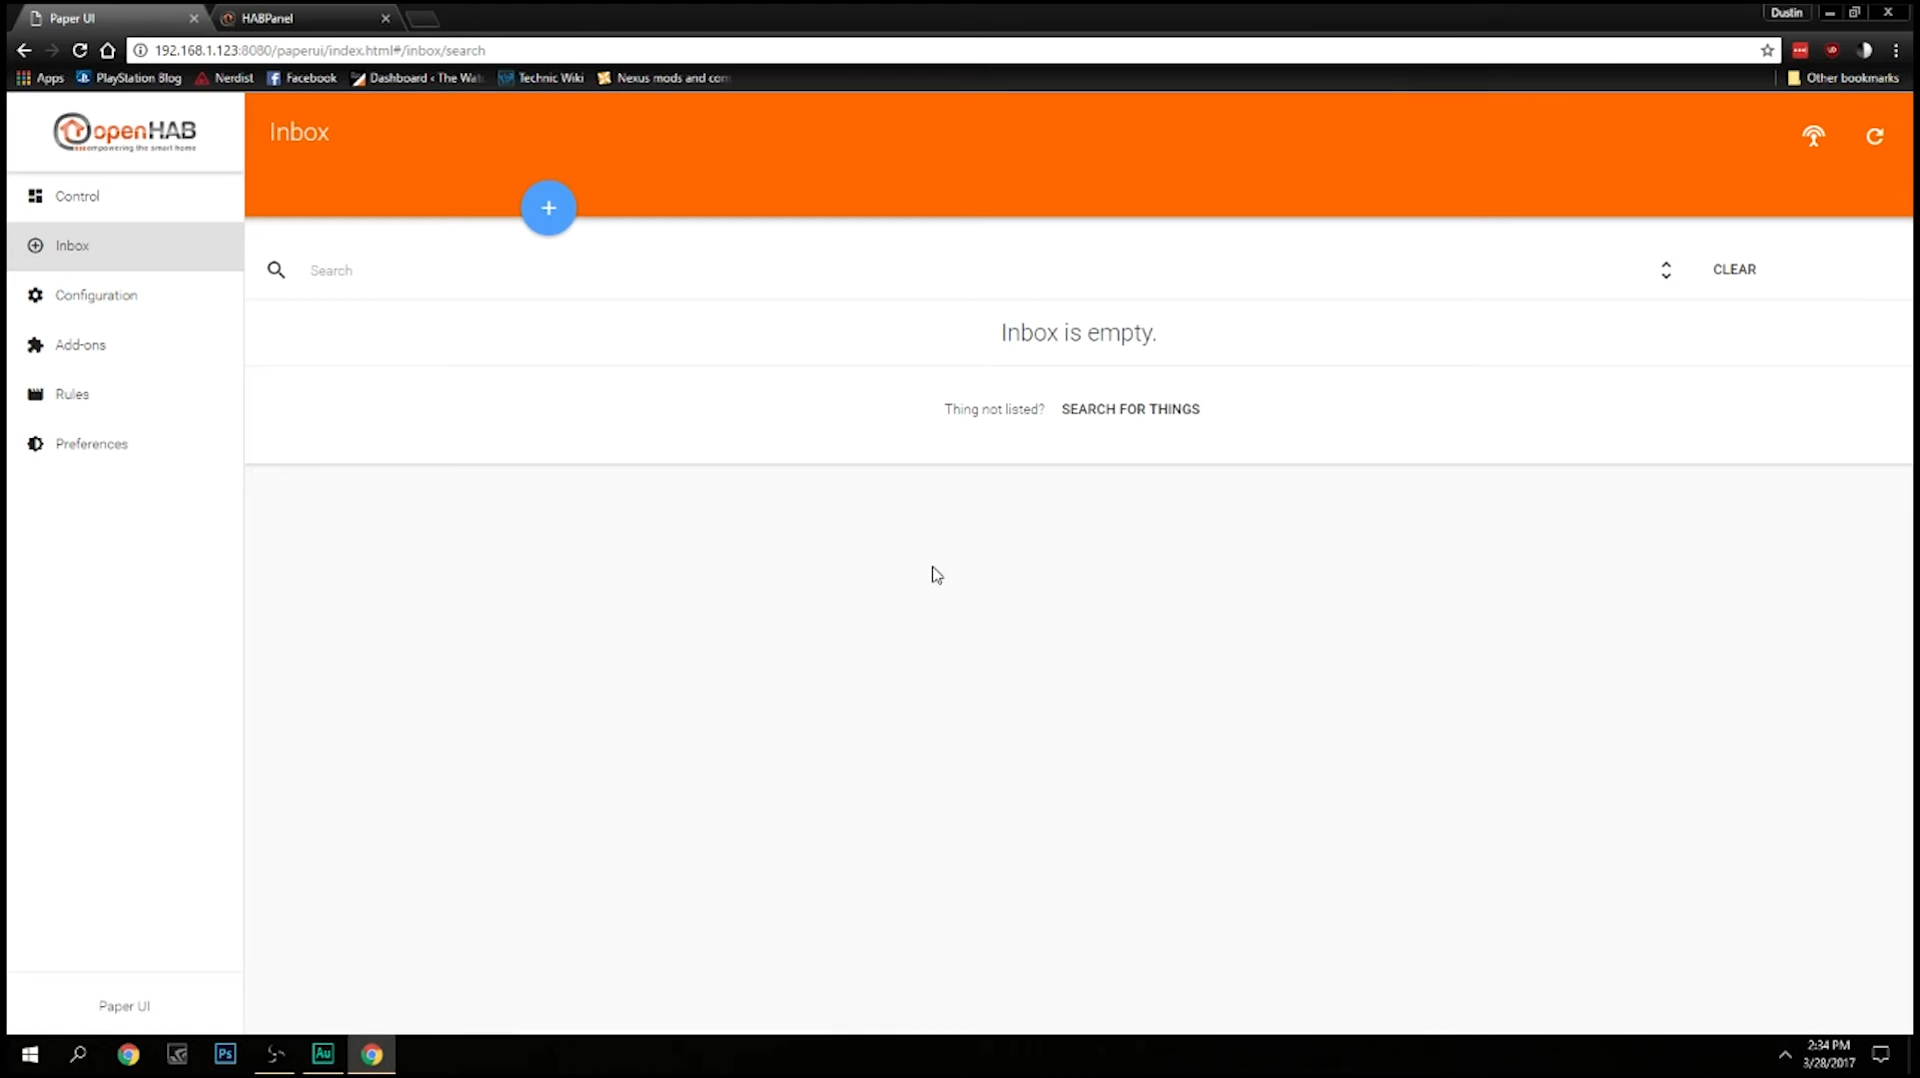 Paper UI
HABPanel
Dustin
192.168.1.123:8080/paperui/index.html#/inbox/search
Apps
PlayStation Blog
Nerdist
Facebook
Dashboard ‹ The Wat
Technic Wiki
Nexus mods and com
Other bookmarks
openHAB
empowering the smart home
Inbox
Control
Inbox
Configuration
Add-ons
Rules
Preferences
Search
CLEAR
Inbox is empty.
Thing not listed? SEARCH FOR THINGS
Paper UI
Ps
Au
2:34 PM
3/28/2017